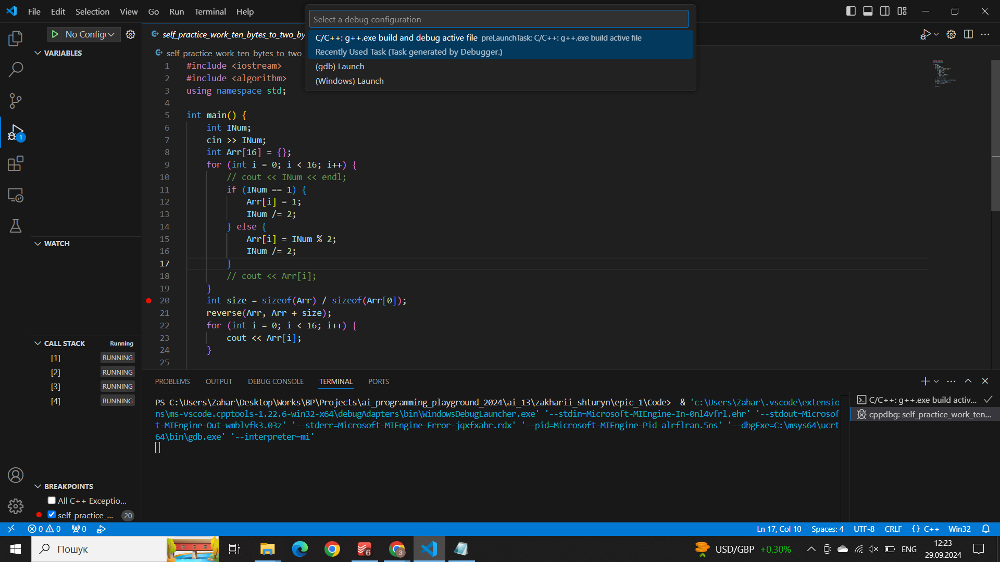 File Edit Selection View Go Run Terminal Help
Select a debug configuration
C/C++: g++.exe build and debug active file preLaunchTask: C/C++: g++.exe build active file
Recently Used Task (Task generated by Debugger.)
(gdb) Launch
(Windows) Launch
No Config
VARIABLES
WATCH
CALL STACK Running
[1] RUNNING
[2] RUNNING
[3] RUNNING
[4] RUNNING
BREAKPOINTS
All C++ Exceptio...
self_practice_... 20
1
self_practice_work_ten_bytes_to_two_by
self_practice_work_ten_bytes_to_two_
1 #include <iostream>
2 #include <algorithm>
3 using namespace std;
4
5 int main() {
6 int INum;
7 cin >> INum;
8 int Arr[16] = {};
9 for (int i = 0; i < 16; i++) {
10 // cout << INum << endl;
11 if (INum == 1) {
12 Arr[i] = 1;
13 INum /= 2;
14 } else {
15 Arr[i] = INum % 2;
16 INum /= 2;
17 }
18 // cout << Arr[i];
19 }
20 int size = sizeof(Arr) / sizeof(Arr[0]);
21 reverse(Arr, Arr + size);
22 for (int i = 0; i < 16; i++) {
23 cout << Arr[i];
24 }
25
PROBLEMS OUTPUT DEBUG CONSOLE TERMINAL PORTS
PS C:\Users\Zahar\Desktop\Works\BP\Projects\ai_programming_playground_2024\ai_13\zakharii_shturyn\epic_1\Code> & 'c:\Users\Zahar\.vscode\extensio
ns\ms-vscode.cpptools-1.22.6-win32-x64\debugAdapters\bin\WindowsDebugLauncher.exe' '--stdin=Microsoft-MIEngine-In-0nl4vfrl.ehr' '--stdout=Microsof
t-MIEngine-Out-wmblvfk3.03z' '--stderr=Microsoft-MIEngine-Error-jqxfxahr.rdx' '--pid=Microsoft-MIEngine-Pid-alrflran.5ns' '--dbgExe=C:\msys64\ucrt
64\bin\gdb.exe' '--interpreter=mi'
C/C++: g++.exe build activ...
cppdbg: self_practice_work_ten...
0 0 0 Ln 17, Col 10 Spaces: 4 UTF-8 CRLF {} C++ Win32
Пошук 6 3 USD/GBP +0.30% ENG 12:23
29.09.2024